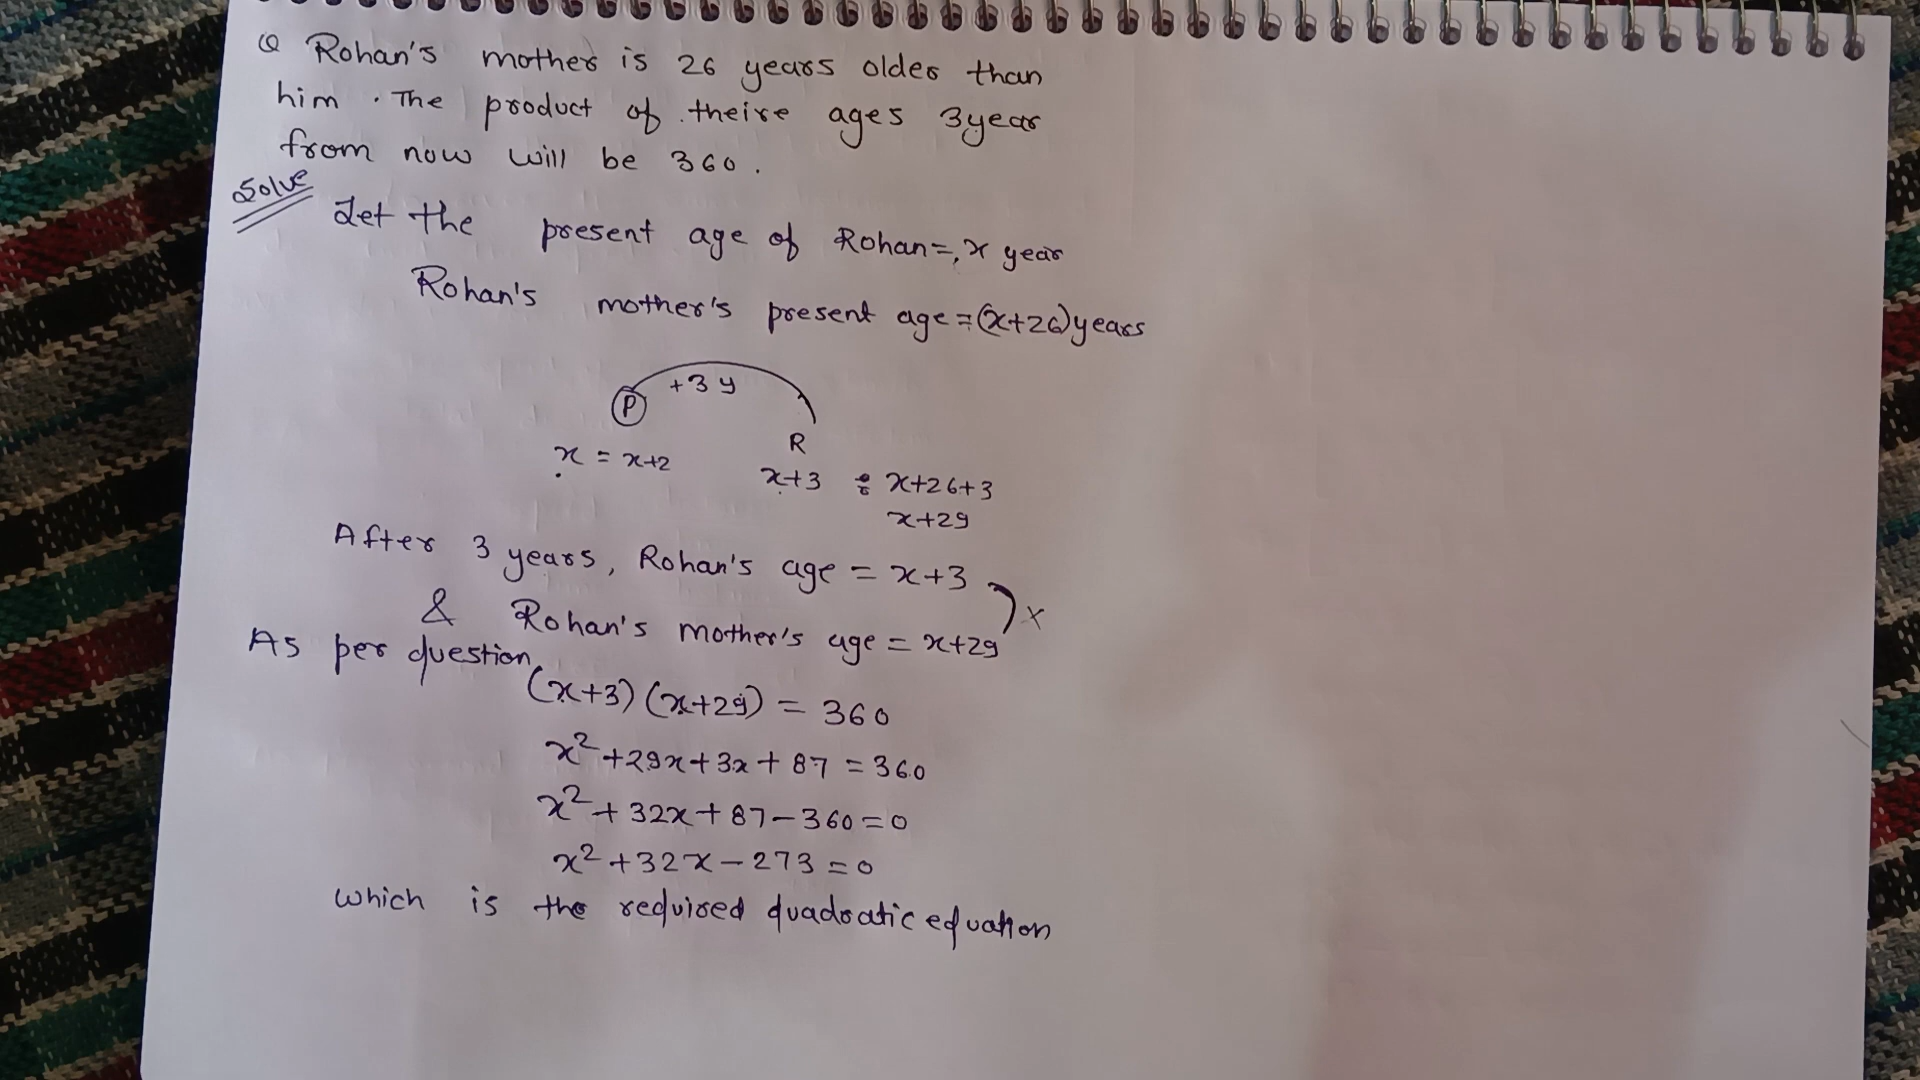 Q Rohan's mother is 26 years older than
him. The product of theire ages 3year
from now will be 360.
Solve
Let the present age of Rohan=, x year
Rohan's mother's present age = (x+26)years
+3 y
P
R
x = x+2
x+3 : x+26+3
x+29
After 3 years, Rohan's age = x+3
x
& Rohan's mother's age = x+29
As per question,
(x+3) (x+29) = 360
x²+29x+3x+87 = 360
x²+32x+87-360=0
x²+32x-273=0
which is the required quadratic equation